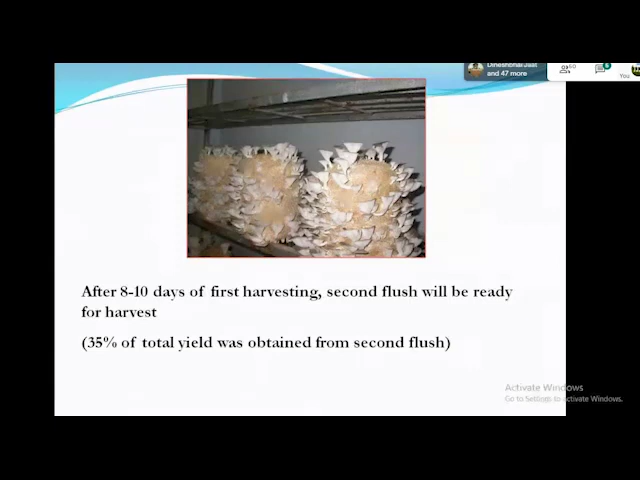 and 47 more
You
After 8-10 days of first harvesting, second flush will be ready
for harvest
(35% of total yield was obtained from second flush)
Activate Windows
Go to Settings to activate Windows.